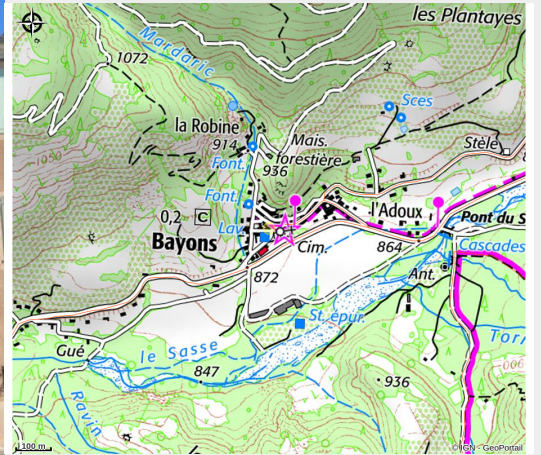 les Plantayes
Mardaric
1072
Sces
la Robine
914
Mais.
forestière
936
Font.
Stèle
1050
Font.
0,2 C
l'Adoux
Lav.
Bayons
Cim.
864
Pont du S
Cascades
872
Ant.
St. épur.
Gué
le Sasse
847
936
Torr
006
Ravin
100 m
© IGN - GeoPortail